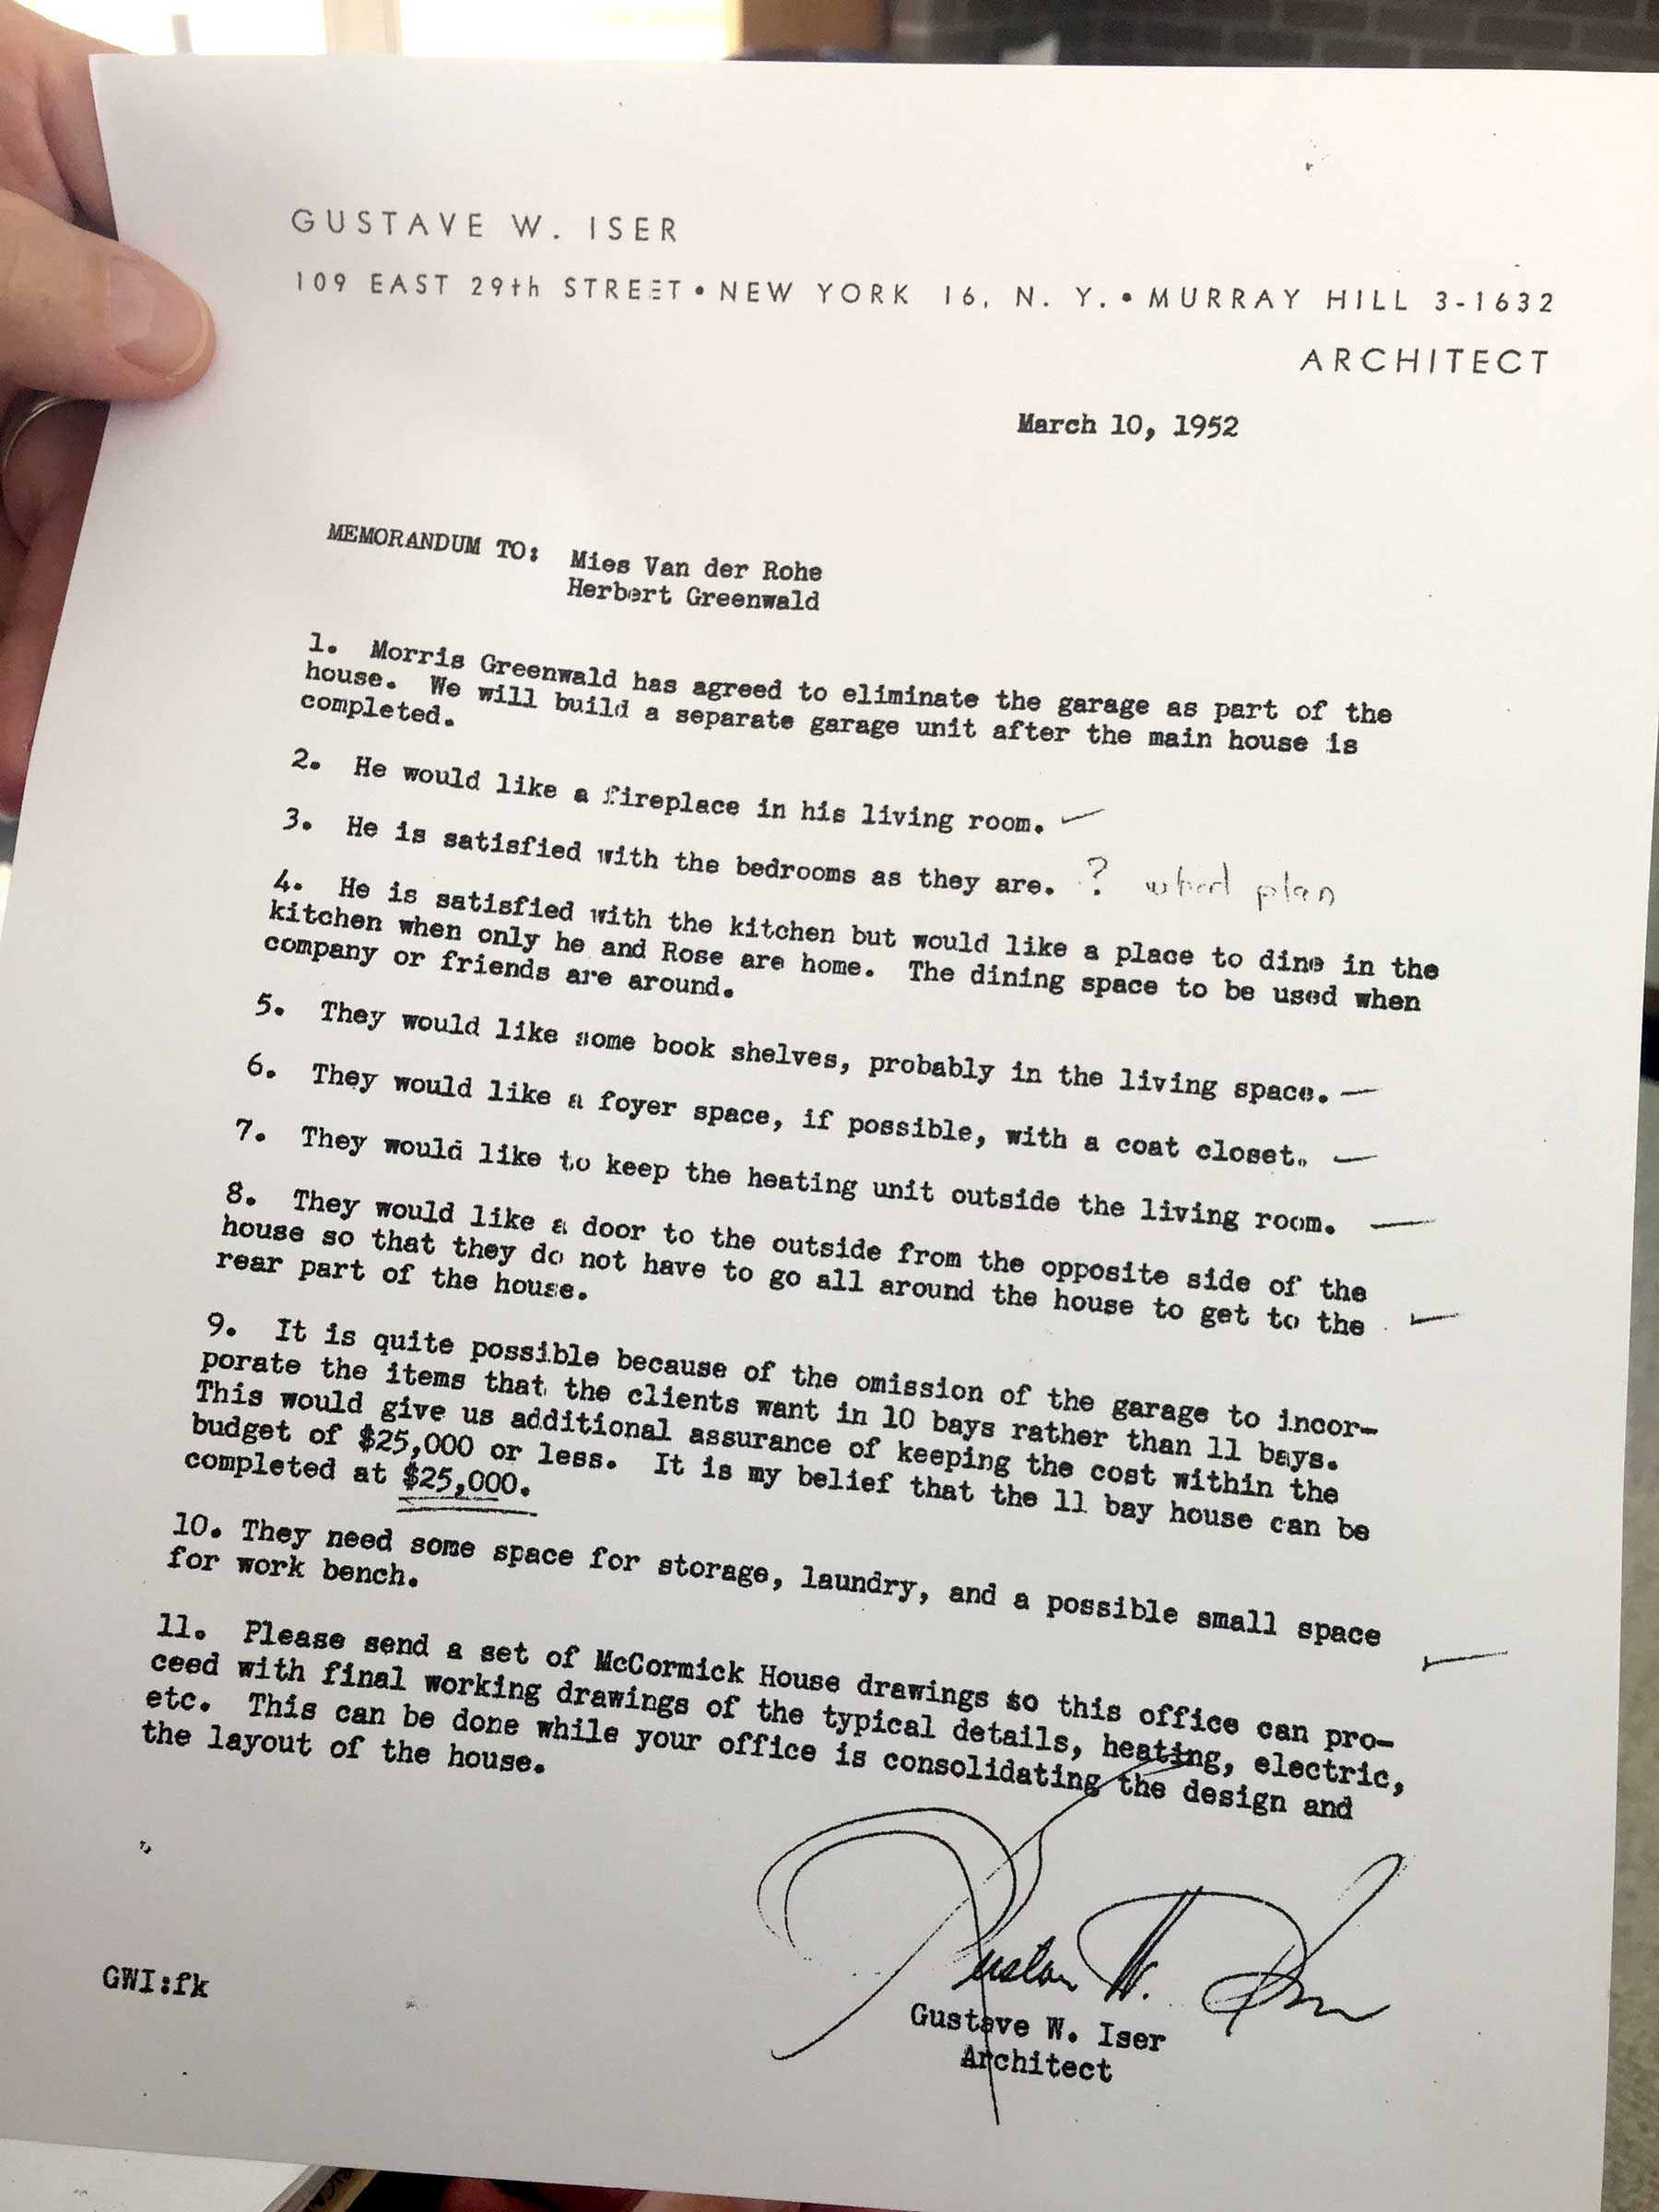 GUSTAVE W. ISER
109 EAST 29th STREET • NEW YORK 16, N. Y. • MURRAY HILL 3-1632
ARCHITECT
March 10, 1952
MEMORANDUM TO: Mies Van der Rohe
Herbert Greenwald
1. Morris Greenwald has agreed to eliminate the garage as part of the
house. We will build a separate garage unit after the main house is
completed.
2. He would like a fireplace in his living room.
3. He is satisfied with the bedrooms as they are. ? plan
4. He is satisfied with the kitchen but would like a place to dine in the
kitchen when only he and Rose are home. The dining space to be used when
company or friends are around.
5. They would like some book shelves, probably in the living space.
6. They would like a foyer space, if possible, with a coat closet.
7. They would like to keep the heating unit outside the living room.
8. They would like a door to the outside from the opposite side of the
house so that they do not have to go all around the house to get to the
rear part of the house.
9. It is quite possible because of the omission of the garage to incor-
porate the items that the clients want in 10 bays rather than 11 bays.
This would give us additional assurance of keeping the cost within the
budget of $25,000 or less. It is my belief that the 11 bay house can be
completed at $25,000.
10. They need some space for storage, laundry, and a possible small space
for work bench.
11. Please send a set of McCormick House drawings so this office can pro-
ceed with final working drawings of the typical details, heating, electric,
etc. This can be done while your office is consolidating the design and
the layout of the house.
Gustav W. Iser
Gustave W. Iser
Architect
GWI:fk